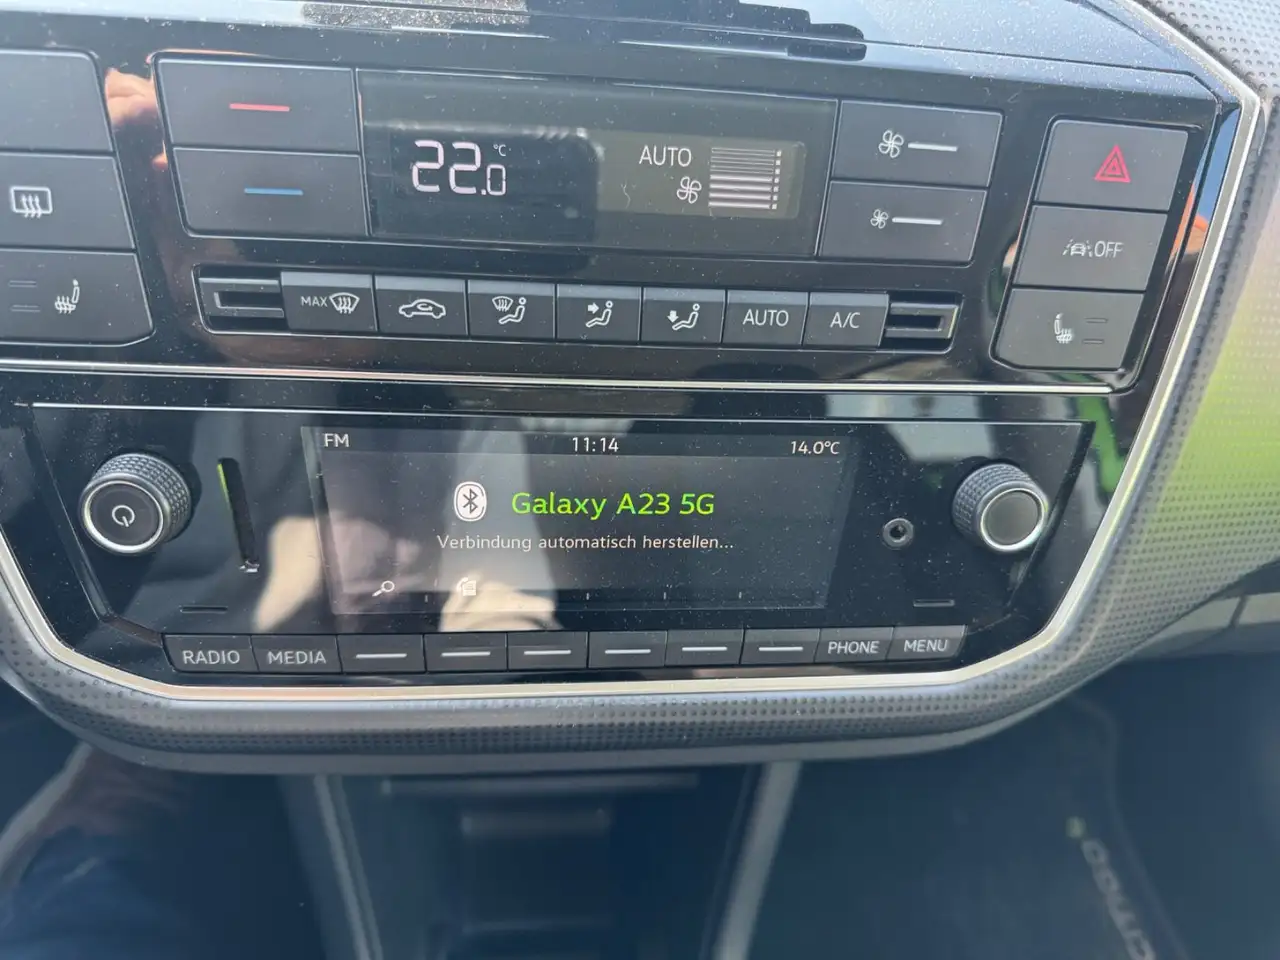 22.0 °C
AUTO
OFF
MAX
AUTO
A/C
FM 11:14 14.0°C
Galaxy A23 5G
Verbindung automatisch herstellen...
RADIO MEDIA PHONE MENU
CITIGO